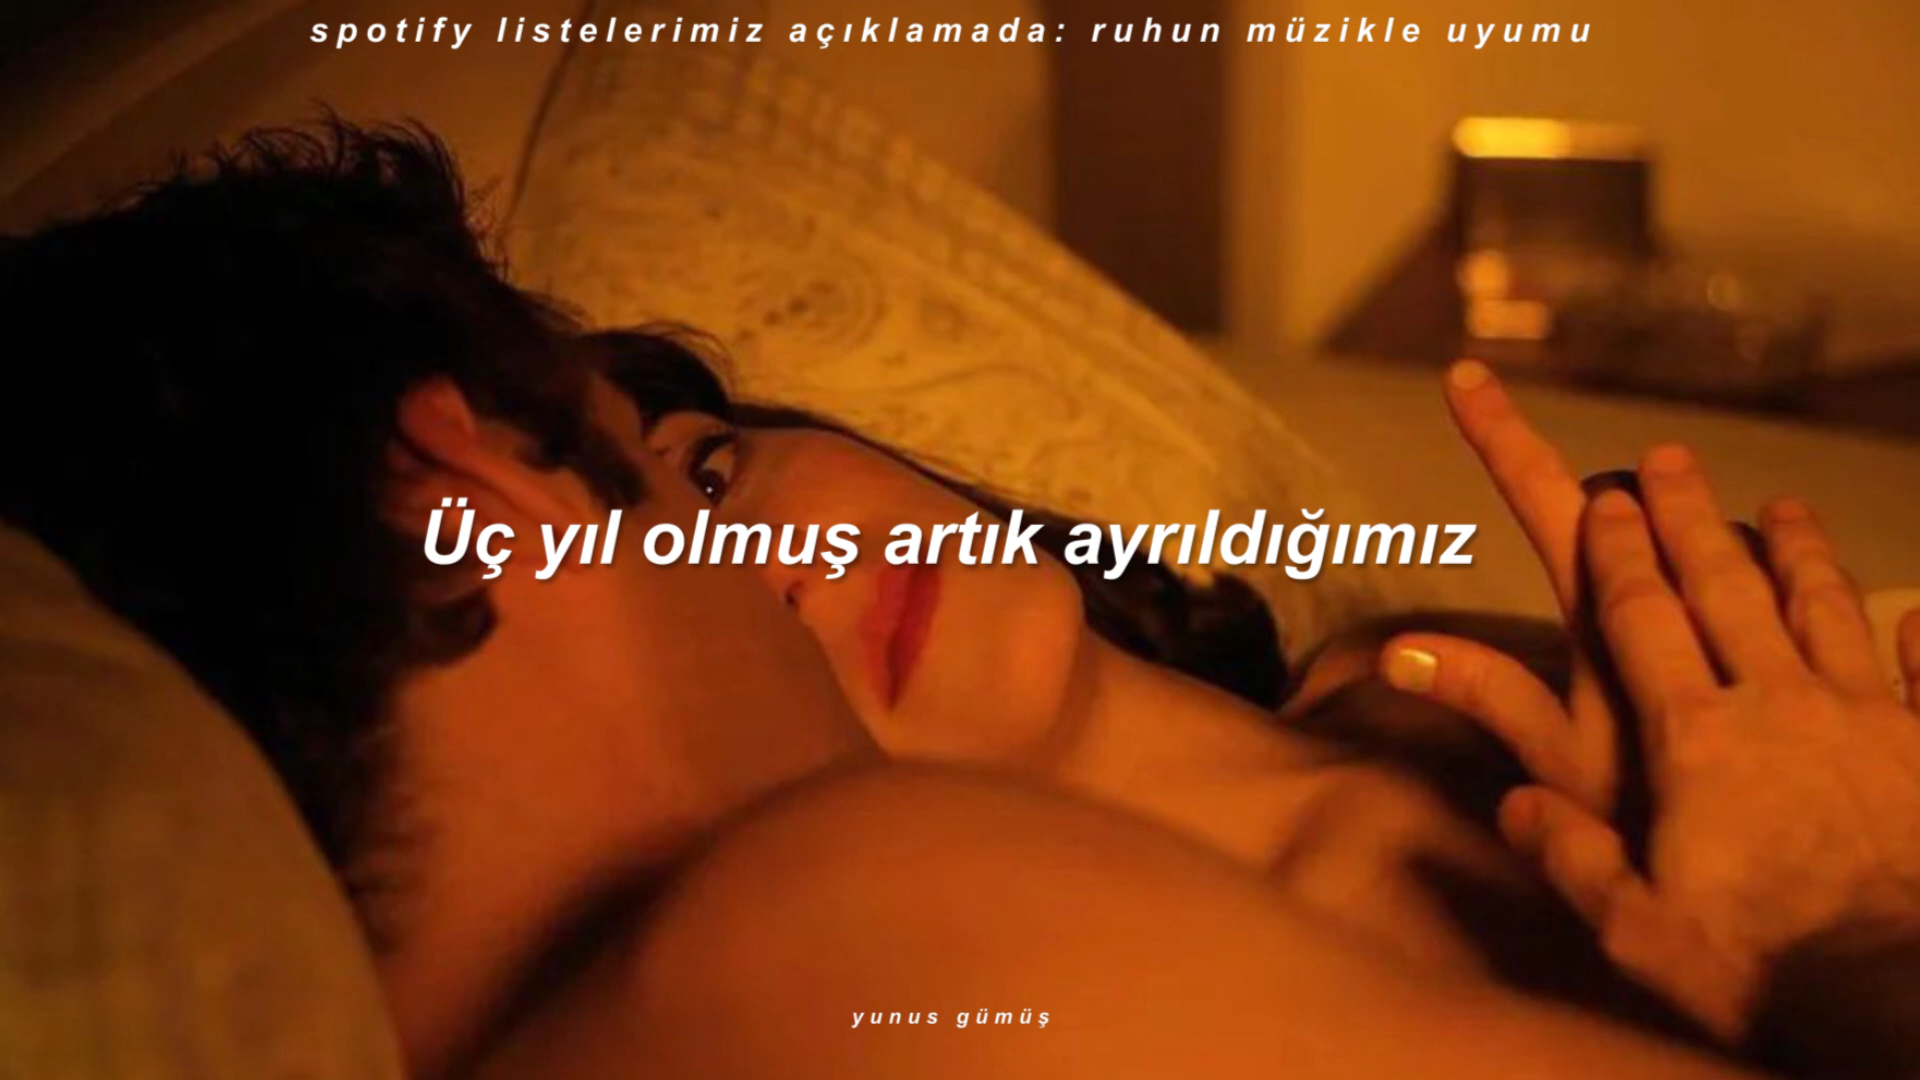 spotify listelerimiz açıklamada: ruhun müzikle uyumu
Üç yıl olmuş artık ayrıldığımız
yunus gümüş